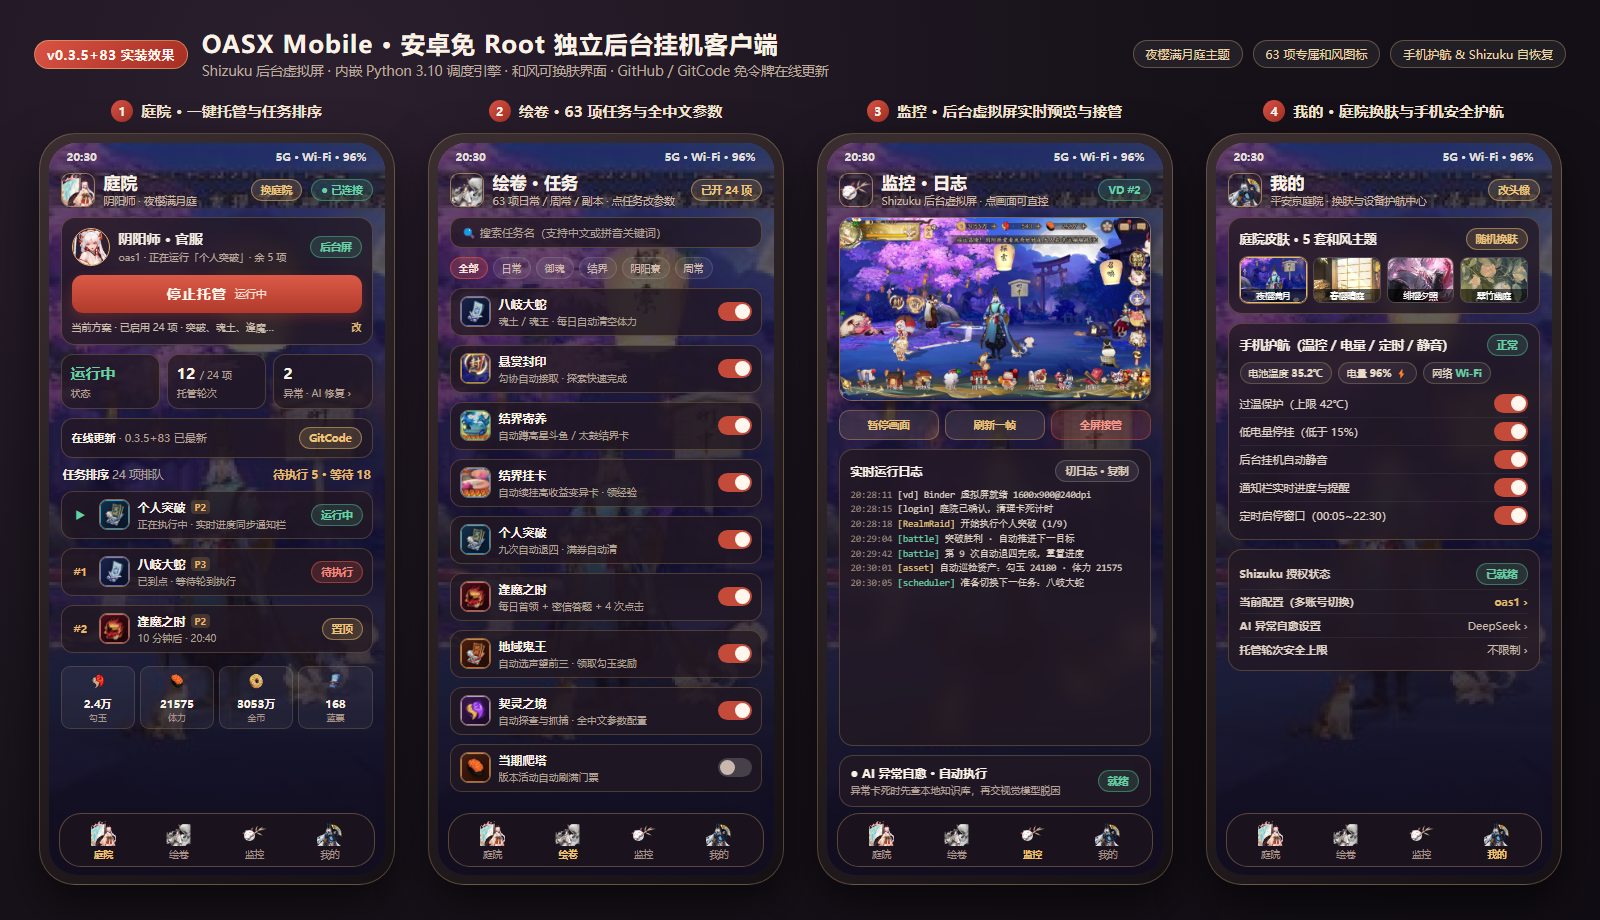 v0.3.5+83 实装效果
OASX Mobile • 安卓免 Root 独立后台挂机客户端
Shizuku 后台虚拟屏 · 内嵌 Python 3.10 调度引擎 · 和风可换肤界面 · GitHub / GitCode 免令牌在线更新
夜樱满月庭主题
63 项专属和风图标
手机护航 & Shizuku 自恢复
1 庭院 • 一键托管与任务排序
20:30
5G • Wi-Fi • 96%
庭院
阴阳师 · 夜樱满月庭
换庭院
• 已连接
阴阳师 • 官服
oas1 · 正在运行「个人突破」· 余 5 项
后台屏
停止托管 运行中
当前方案 · 已启用 24 项 · 突破、魂土、逢魔...
改
运行中
状态
12 / 24 项
托管轮次
2
异常 · AI 修复 ›
在线更新 · 0.3.5+83 已最新
GitCode
任务排序 24 项排队
待执行 5 • 等待 18
个人突破 P2
正在执行中 · 实时进度同步通知栏
运行中
#1
八岐大蛇 P3
已到点 · 等待轮到执行
待执行
#2
逢魔之时 P2
10 分钟后 · 20:40
置顶
2.4万
勾玉
21575
体力
3053万
金币
168
蓝票
庭院
绘卷
监控
我的
2 绘卷 • 63 项任务与全中文参数
20:30
5G • Wi-Fi • 96%
绘卷 • 任务
63 项日常 / 周常 / 副本 · 点任务改参数
已开 24 项
搜索任务名（支持中文或拼音关键词）
全部
日常
御魂
结界
阴阳寮
周常
八岐大蛇
魂土 / 魂王 · 每日自动清空体力
悬赏封印
勾协自动接取 · 探索快速完成
结界寄养
自动蹲高星斗鱼 / 太鼓结界卡
结界挂卡
自动续挂高收益变异卡 · 领经验
个人突破
九次自动退四 · 满券自动清
逢魔之时
每日首领 + 密信答题 + 4 次点击
地域鬼王
自动选声望前三 · 领取勾玉奖励
契灵之境
自动探查与抓捕 · 全中文参数配置
当期爬塔
版本活动自动刷满门票
庭院
绘卷
监控
我的
3 监控 • 后台虚拟屏实时预览与接管
20:30
5G • Wi-Fi • 96%
监控 • 日志
Shizuku 后台虚拟屏 · 点画面可直控
VD #2
暂停画面
刷新一帧
全屏接管
实时运行日志
切日志 • 复制
20:28:11 [vd] Binder 虚拟屏就绪 1600x900@240dpi
20:28:15 [login] 庭院已确认，清理卡死计时
20:28:18 [RealmRaid] 开始执行个人突破 (1/9)
20:29:04 [battle] 突破胜利 · 自动推进下一目标
20:29:42 [battle] 第 9 次自动退四完成，重置进度
20:30:01 [asset] 自动巡检资产：勾玉 24180 · 体力 21575
20:30:05 [scheduler] 准备切换下一任务：八岐大蛇
● AI 异常自愈 • 自动执行
异常卡死时先查本地知识库，再交视觉模型脱困
就绪
庭院
绘卷
监控
我的
4 我的 • 庭院换肤与手机安全护航
20:30
5G • Wi-Fi • 96%
我的
平安京庭院 · 换肤与设备护航中心
改头像
庭院皮肤 • 5 套和风主题
随机换肤
夜樱满月
春樱晴庭
绯樱夕照
翠竹幽庭
手机护航（温控 / 电量 / 定时 / 静音）
正常
电池温度 35.2℃
电量 96%
网络 Wi-Fi
过温保护（上限 42℃）
低电量停挂（低于 15%）
后台挂机自动静音
通知栏实时进度与提醒
定时启停窗口（00:05~22:30）
Shizuku 授权状态
已就绪
当前配置（多账号切换）
oas1 ›
AI 异常自愈设置
DeepSeek ›
托管轮次安全上限
不限制 ›
庭院
绘卷
监控
我的